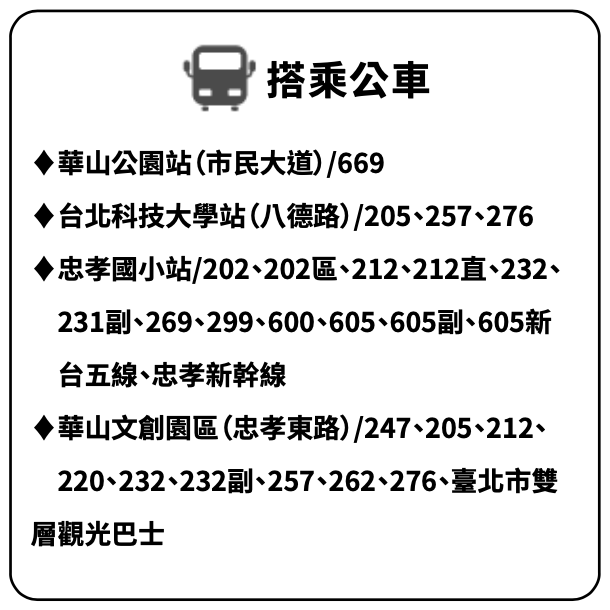 搭乘公車
♦華山公園站(市民大道)/669
♦台北科技大學站(八德路)/205、257、276
♦忠孝國小站/202、202區、212、212直、232、
231副、269、299、600、605、605副、605新
台五線、忠孝新幹線
♦華山文創園區(忠孝東路)/247、205、212、
220、232、232副、257、262、276、臺北市雙
層觀光巴士